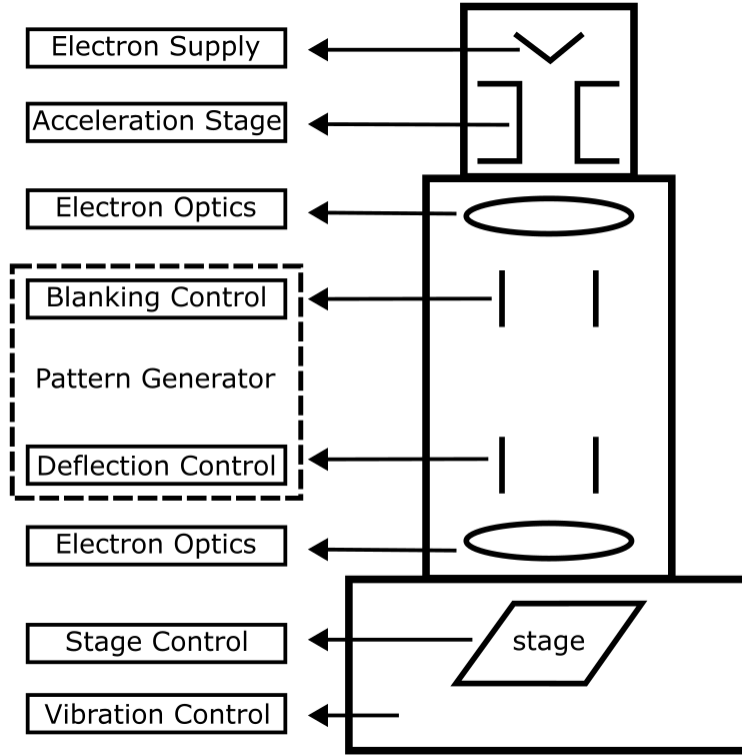 Electron Supply
Acceleration Stage
Electron Optics
Blanking Control
Pattern Generator
Deflection Control
Electron Optics
Stage Control
stage
Vibration Control